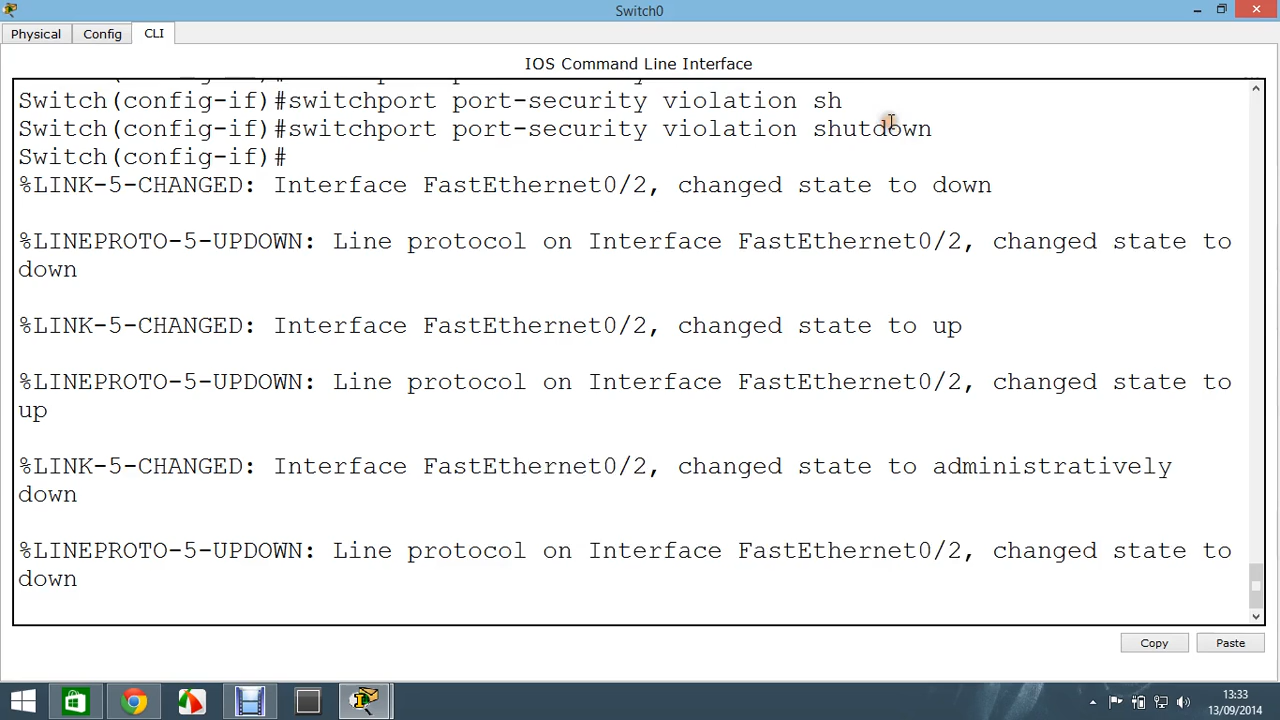 Switch0
Physical
Config
CLI
IOS Command Line Interface
Switch(config-if)#switchport port-security violation sh
Switch(config-if)#switchport port-security violation shutdown
Switch(config-if)#
%LINK-5-CHANGED: Interface FastEthernet0/2, changed state to down
%LINEPROTO-5-UPDOWN: Line protocol on Interface FastEthernet0/2, changed state to
down
%LINK-5-CHANGED: Interface FastEthernet0/2, changed state to up
%LINEPROTO-5-UPDOWN: Line protocol on Interface FastEthernet0/2, changed state to
up
%LINK-5-CHANGED: Interface FastEthernet0/2, changed state to administratively
down
%LINEPROTO-5-UPDOWN: Line protocol on Interface FastEthernet0/2, changed state to
down
Copy
Paste
13:33
13/09/2014